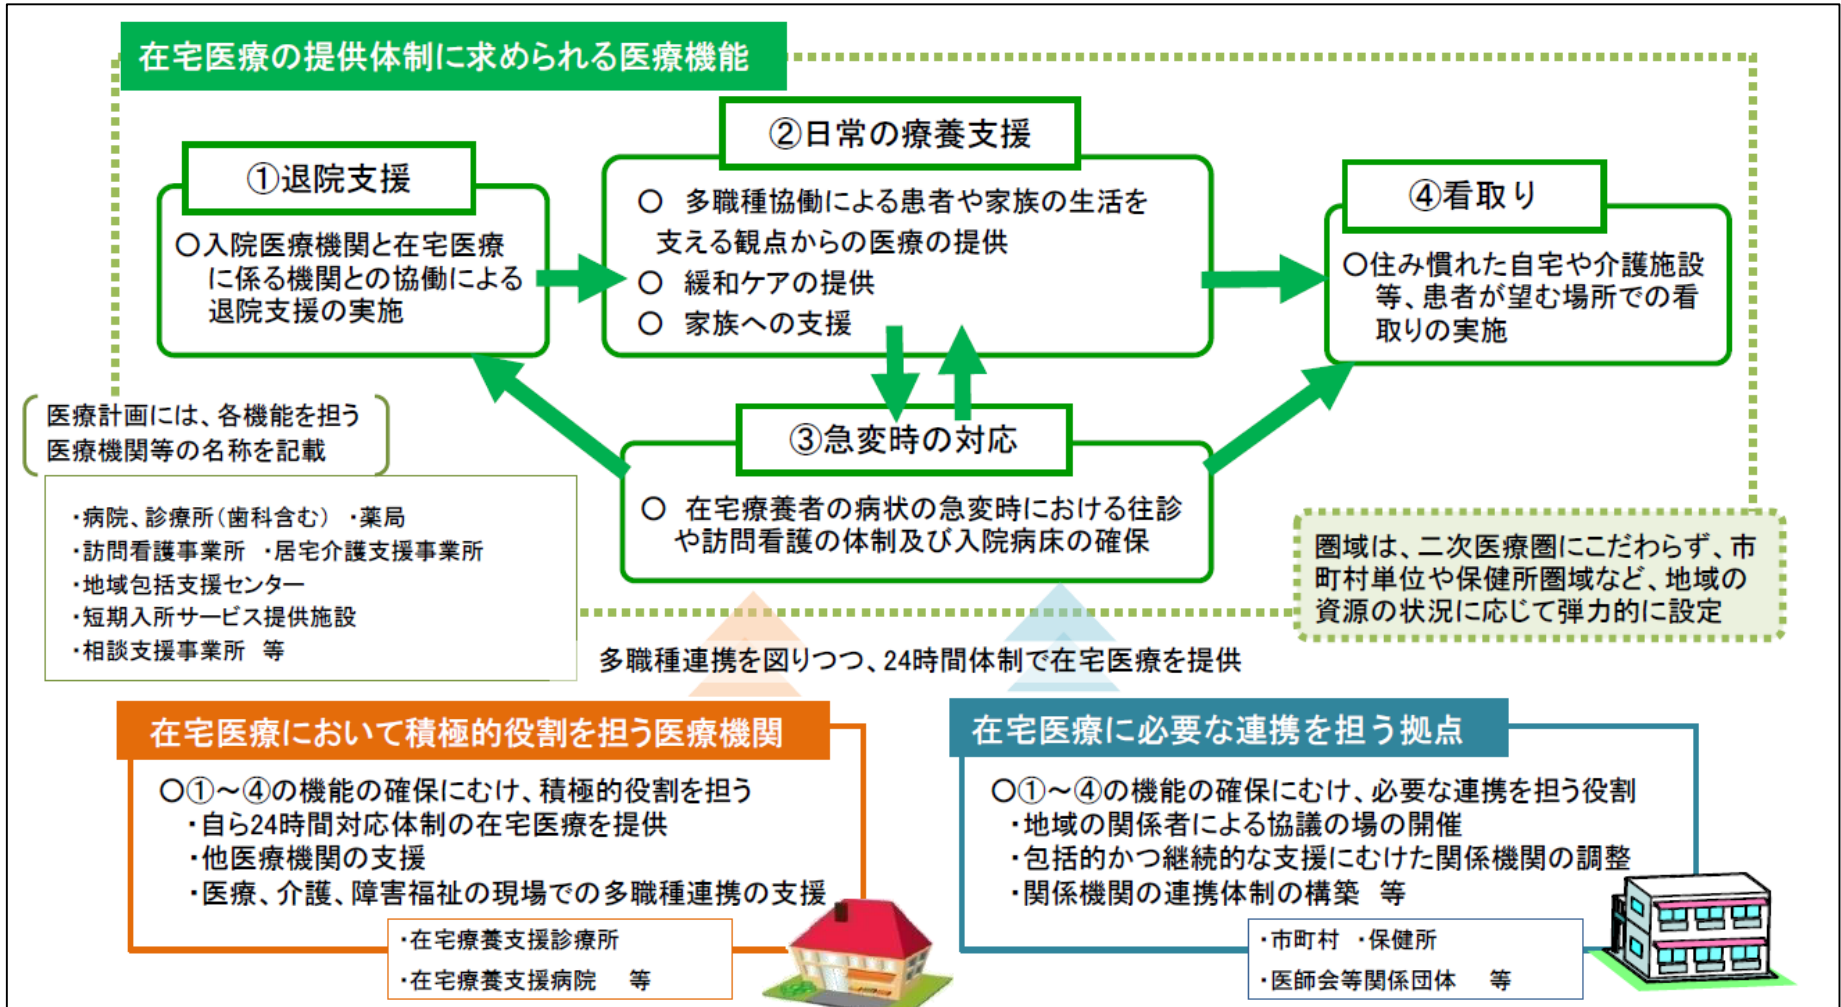 在宅医療の提供体制に求められる医療機能
①退院支援
○入院医療機関と在宅医療
に係る機関との協働による
退院支援の実施
②日常の療養支援
○ 多職種協働による患者や家族の生活を
支える観点からの医療の提供
○ 緩和ケアの提供
○ 家族への支援
④看取り
○住み慣れた自宅や介護施設
等、患者が望む場所での看
取りの実施
③急変時の対応
○ 在宅療養者の病状の急変時における往診
や訪問看護の体制及び入院病床の確保
医療計画には、各機能を担う
医療機関等の名称を記載
・病院、診療所(歯科含む) ・薬局
・訪問看護事業所 ・居宅介護支援事業所
・地域包括支援センター
・短期入所サービス提供施設
・相談支援事業所 等
圏域は、二次医療圏にこだわらず、市
町村単位や保健所圏域など、地域の
資源の状況に応じて弾力的に設定
多職種連携を図りつつ、24時間体制で在宅医療を提供
在宅医療において積極的役割を担う医療機関
○①～④の機能の確保にむけ、積極的役割を担う
・自ら24時間対応体制の在宅医療を提供
・他医療機関の支援
・医療、介護、障害福祉の現場での多職種連携の支援
・在宅療養支援診療所
・在宅療養支援病院 等
在宅医療に必要な連携を担う拠点
○①～④の機能の確保にむけ、必要な連携を担う役割
・地域の関係者による協議の場の開催
・包括的かつ継続的な支援にむけた関係機関の調整
・関係機関の連携体制の構築 等
・市町村 ・保健所
・医師会等関係団体 等